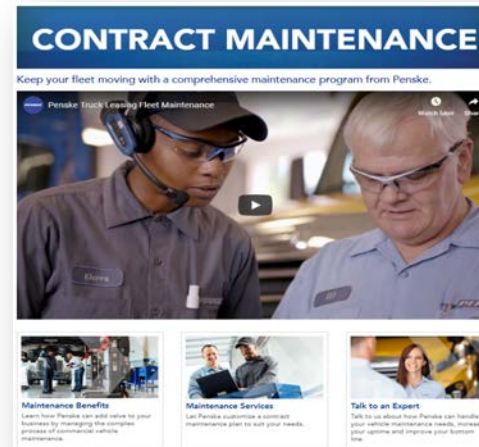 CONTRACT MAINTENANCE
Keep your fleet moving with a comprehensive maintenance program from Penske.
PENSKE
Penske Truck Leasing Fleet Maintenance
Watch later
Share
Maintenance Benefits
Learn how Penske can add value to your
business by managing the complex
process of commercial vehicle
maintenance.
Maintenance Services
Let Penske customize a contract
maintenance plan to suit your needs.
Talk to an Expert
Talk to us about how Penske can handle
your vehicle maintenance needs, increase
your uptime and improve your bottom
line.